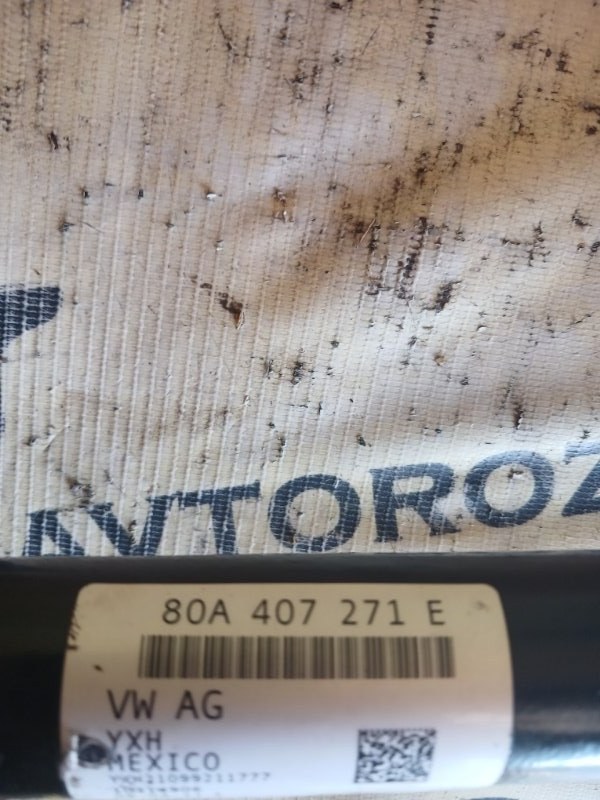 AVTOROZ
80A 407 271 E
VW AG
YXH
MEXICO